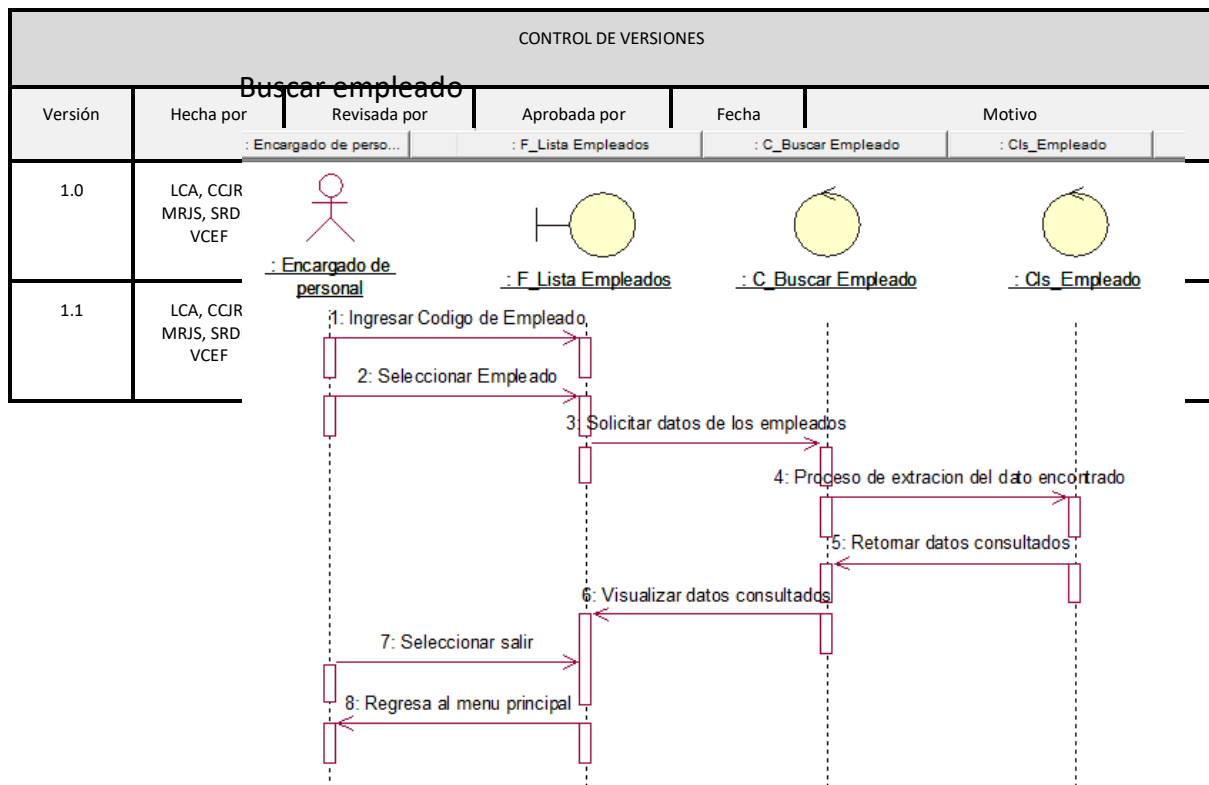 CONTROL DE VERSIONES
Buscar empleado
Versión Hecha por Revisada por Aprobada por Fecha Motivo
: Encargado de perso... : F_Lista Empleados : C_Buscar Empleado : Cls_Empleado
1.0
LCA, CCJR
MRJS, SRD
VCEF
: Encargado de
personal
: F_Lista Empleados : C_Buscar Empleado : Cls_Empleado
1.1
LCA, CCJR
MRJS, SRD
VCEF
1: Ingresar Codigo de Empleado
2: Seleccionar Empleado
3: Solicitar datos de los empleados
4: Proceso de extracion del dato encontrado
5: Retornar datos consultados
6: Visualizar datos consultados
7: Seleccionar salir
8: Regresa al menu principal